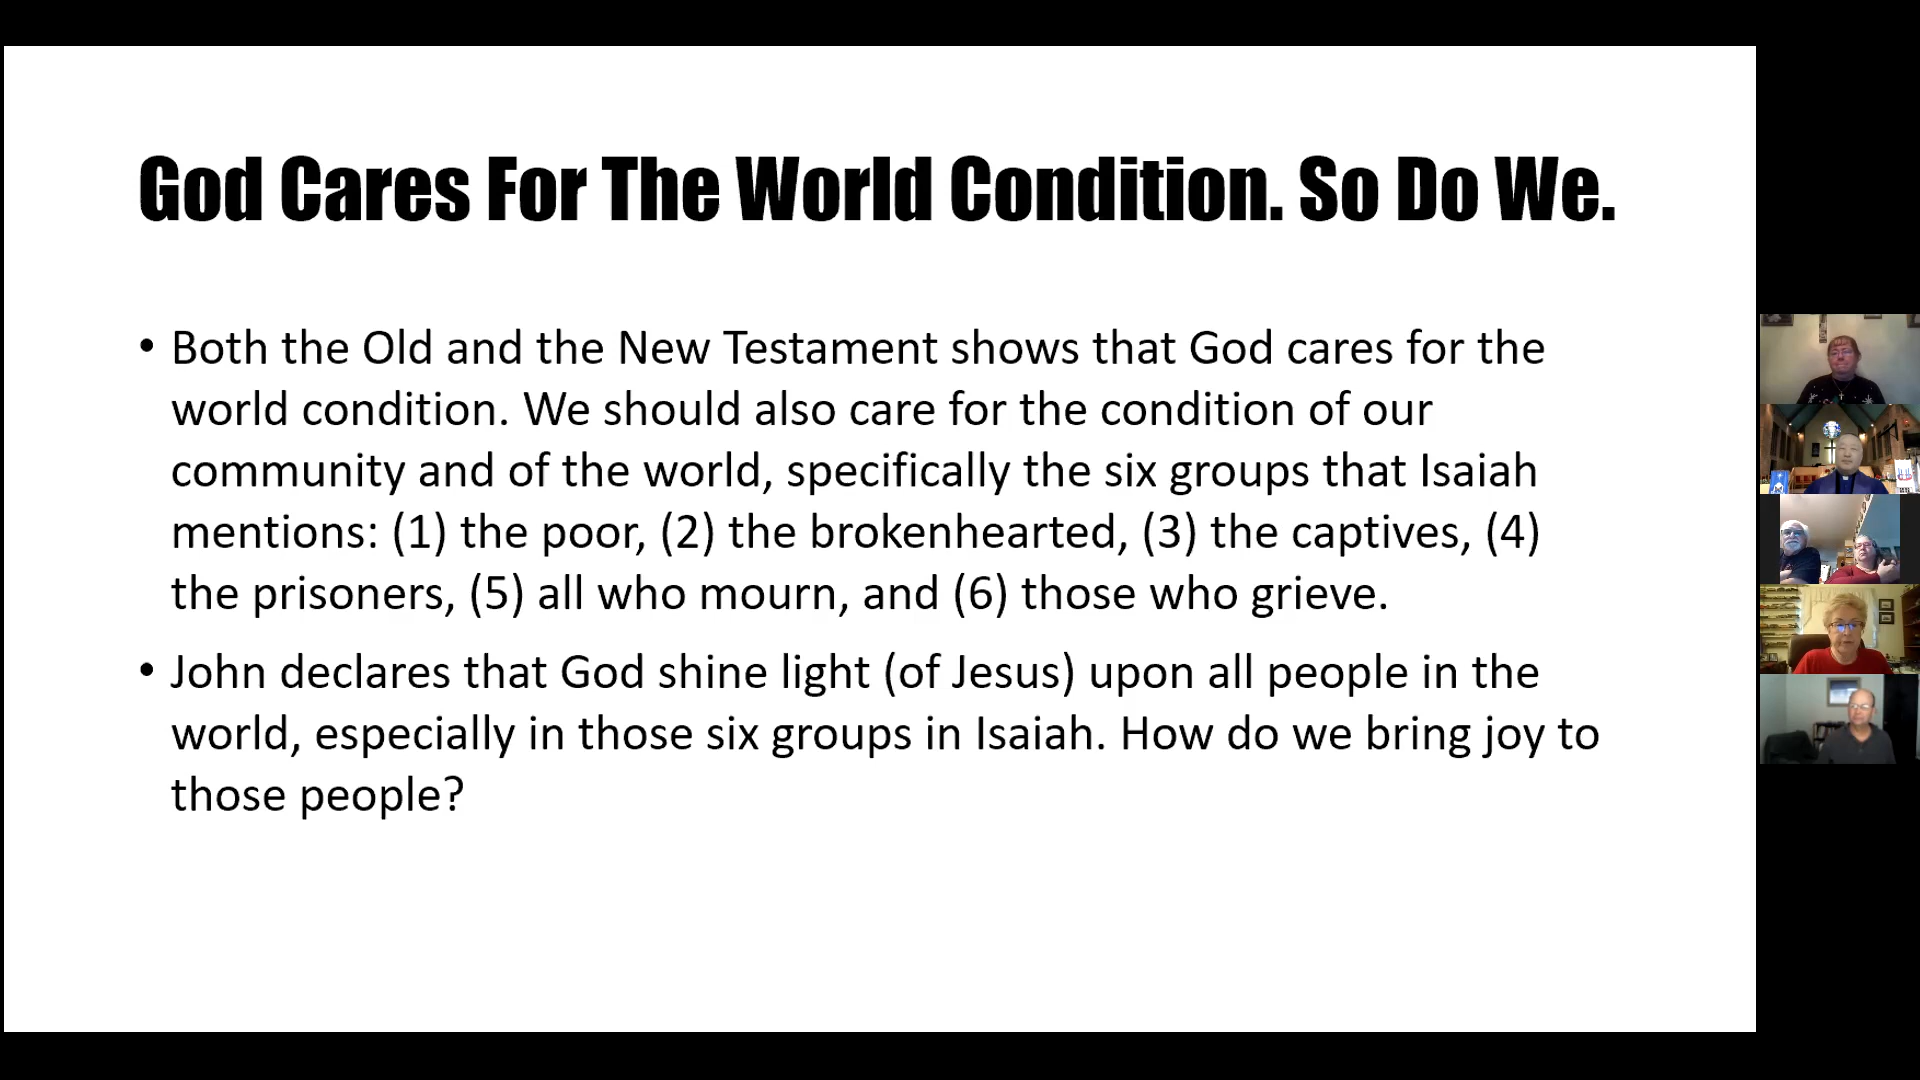 God Cares For The World Condition. So Do We.
• Both the Old and the New Testament shows that God cares for the
world condition. We should also care for the condition of our
community and of the world, specifically the six groups that Isaiah
mentions: (1) the poor, (2) the brokenhearted, (3) the captives, (4)
the prisoners, (5) all who mourn, and (6) those who grieve.
• John declares that God shine light (of Jesus) upon all people in the
world, especially in those six groups in Isaiah. How do we bring joy to
those people?